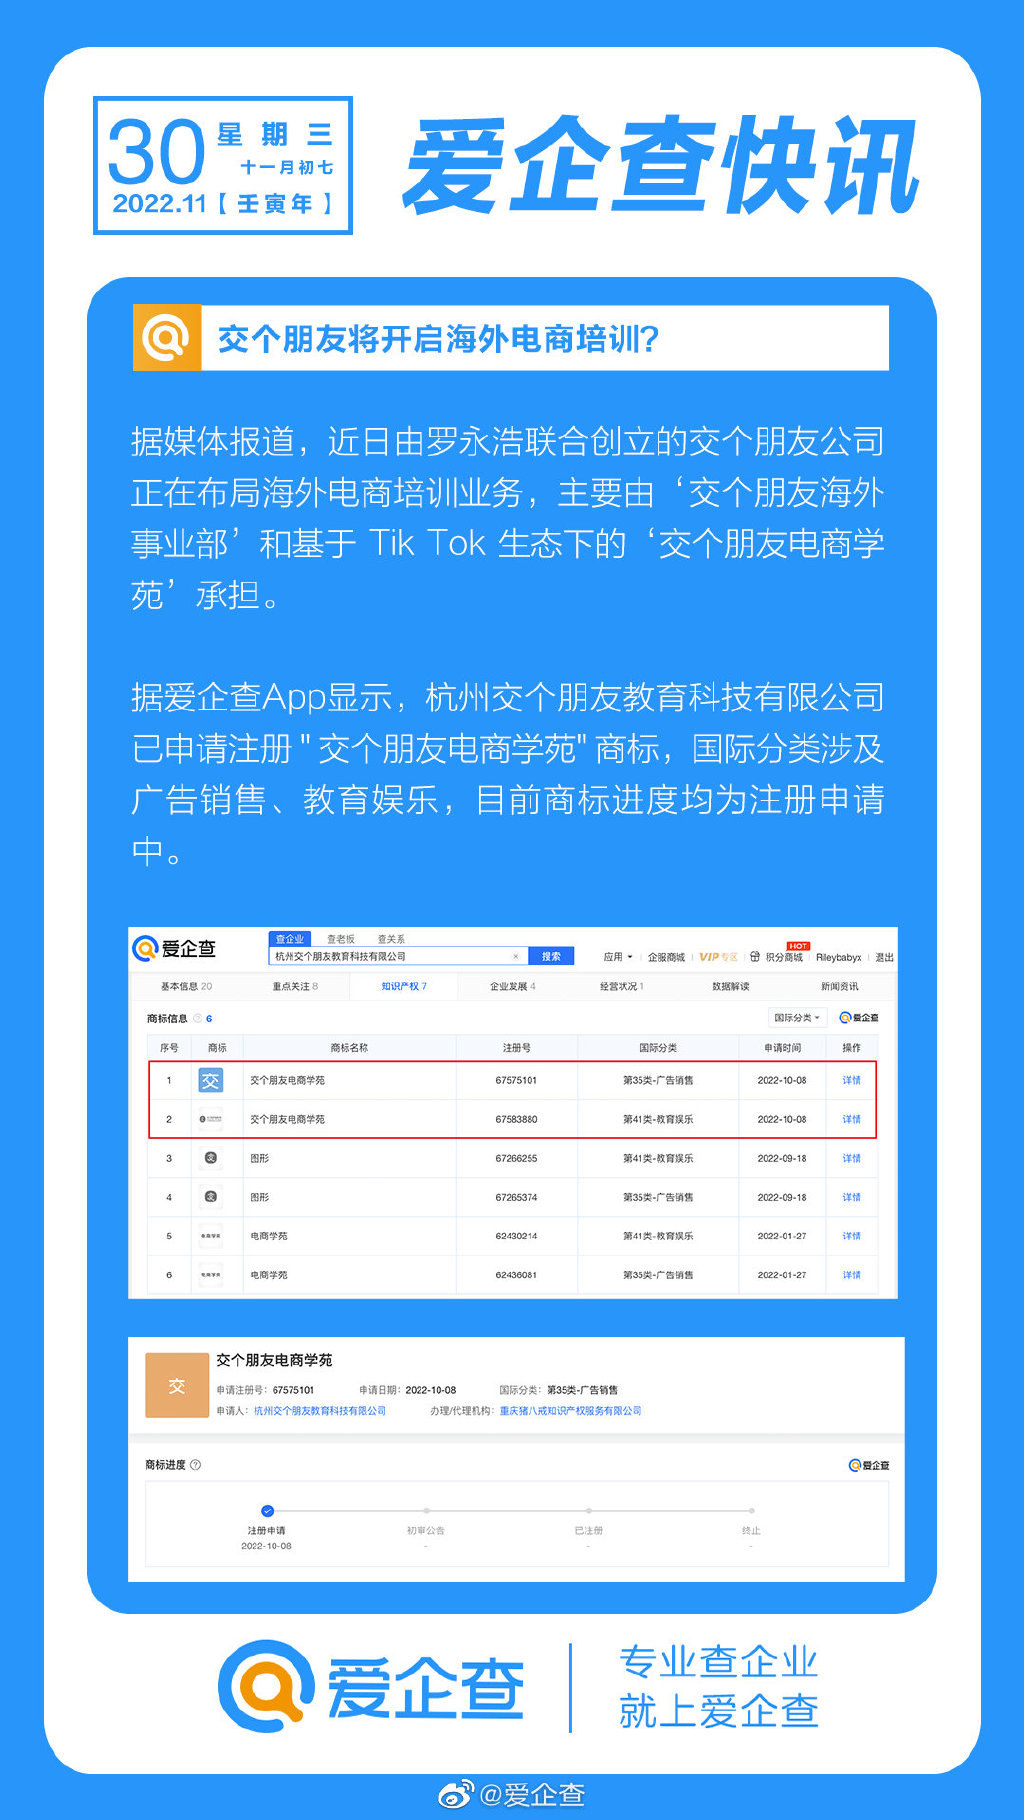 30
星期三
十一月初七
2022.11【壬寅年】
爱企查快讯
交个朋友将开启海外电商培训?
据媒体报道，近日由罗永浩联合创立的交个朋友公司
正在布局海外电商培训业务，主要由‘交个朋友海外
事业部’和基于 Tik Tok 生态下的‘交个朋友电商学
苑’承担。
据爱企查App显示，杭州交个朋友教育科技有限公司
已申请注册"交个朋友电商学苑"商标，国际分类涉及
广告销售、教育娱乐，目前商标进度均为注册申请
中。
爱企查
查企业 查老板 查关系
杭州交个朋友教育科技有限公司 × 搜索
应用 企服商城 VIP专区 积分商城 HOT Rileybabyx 退出
基本信息 20 重点关注 8 知识产权 7 企业发展 4 经营状况 1 数据解读 新闻资讯
商标信息 6 国际分类 爱企查
序号 商标 商标名称 注册号 国际分类 申请时间 操作
1 交 交个朋友电商学苑 67575101 第35类-广告销售 2022-10-08 详情
2 交个朋友电商学苑 67583880 第41类-教育娱乐 2022-10-08 详情
3 交 图形 67266255 第41类-教育娱乐 2022-09-18 详情
4 交 图形 67265374 第35类-广告销售 2022-09-18 详情
5 电商学苑 电商学苑 62430214 第41类-教育娱乐 2022-01-27 详情
6 电商学苑 电商学苑 62436081 第35类-广告销售 2022-01-27 详情
交
交个朋友电商学苑
申请注册号：67575101 申请日期：2022-10-08 国际分类：第35类-广告销售
申请人：杭州交个朋友教育科技有限公司 办理/代理机构：重庆猪八戒知识产权服务有限公司
商标进度 ? 爱企查
注册申请 初审公告 已注册 终止
2022-10-08 - - -
爱企查
专业查企业
就上爱企查
@爱企查